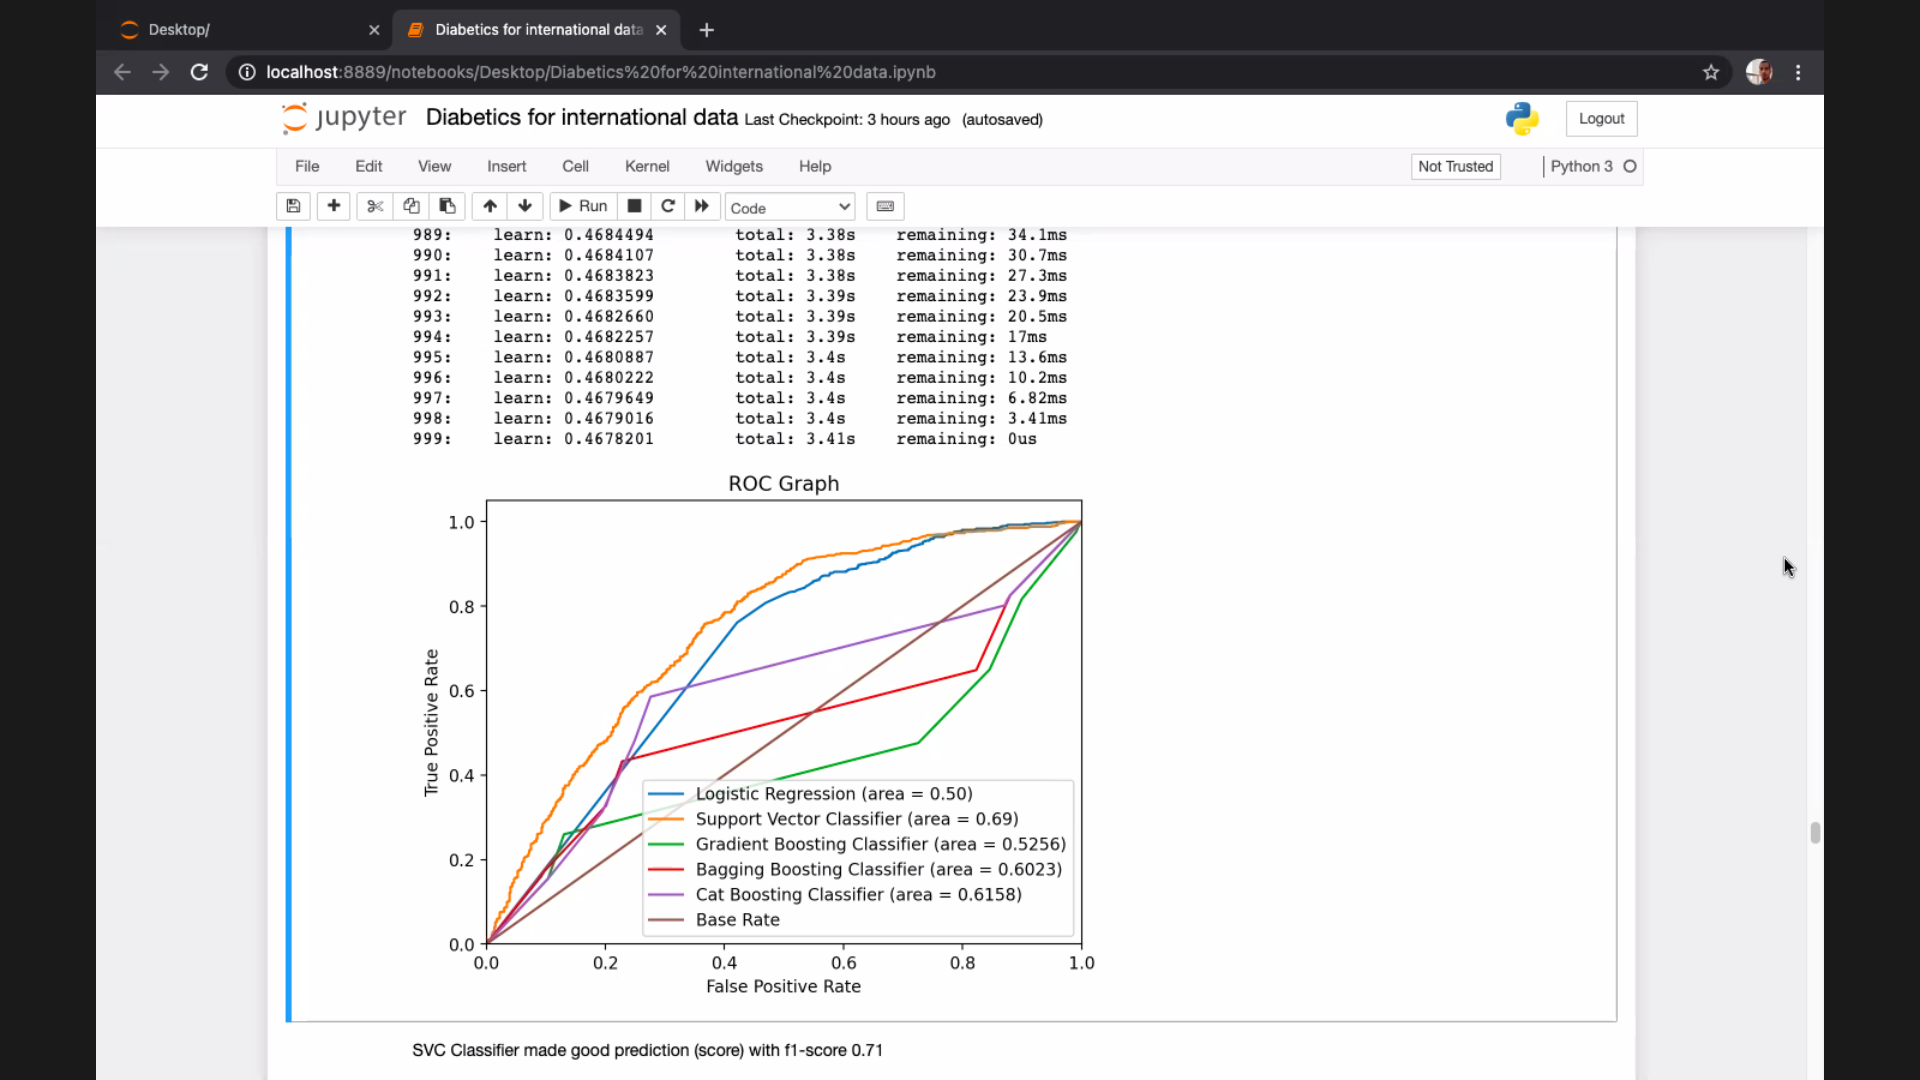 Desktop/
Diabetics for international data
localhost:8889/notebooks/Desktop/Diabetics%20for%20international%20data.ipynb
jupyter Diabetics for international data Last Checkpoint: 3 hours ago (autosaved) Logout
File Edit View Insert Cell Kernel Widgets Help Not Trusted Python 3
Run Code
989: learn: 0.4684494 total: 3.38s remaining: 34.1ms
990: learn: 0.4684107 total: 3.38s remaining: 30.7ms
991: learn: 0.4683823 total: 3.38s remaining: 27.3ms
992: learn: 0.4683599 total: 3.39s remaining: 23.9ms
993: learn: 0.4682660 total: 3.39s remaining: 20.5ms
994: learn: 0.4682257 total: 3.39s remaining: 17ms
995: learn: 0.4680887 total: 3.4s remaining: 13.6ms
996: learn: 0.4680222 total: 3.4s remaining: 10.2ms
997: learn: 0.4679649 total: 3.4s remaining: 6.82ms
998: learn: 0.4679016 total: 3.4s remaining: 3.41ms
999: learn: 0.4678201 total: 3.41s remaining: 0us
ROC Graph
1.0
0.8
0.6
0.4
0.2
0.0
True Positive Rate
Logistic Regression (area = 0.50)
Support Vector Classifier (area = 0.69)
Gradient Boosting Classifier (area = 0.5256)
Bagging Boosting Classifier (area = 0.6023)
Cat Boosting Classifier (area = 0.6158)
Base Rate
0.0 0.2 0.4 0.6 0.8 1.0
False Positive Rate
SVC Classifier made good prediction (score) with f1-score 0.71